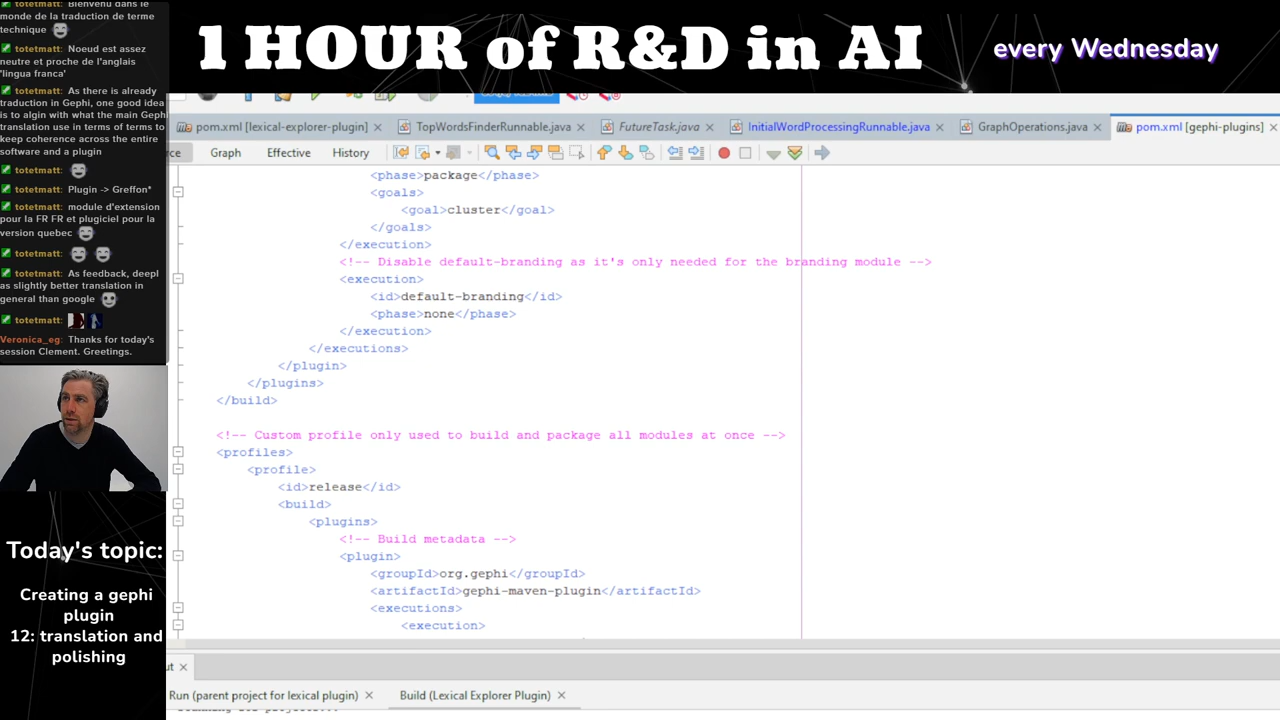 totetmatt: Bienvenu dans le
monde de la traduction de terme
technique
totetmatt: Noeud est assez
neutre et proche de l'anglais
'lingua franca'
totetmatt: As there is already
traduction in Gephi, one good idea
is to algin with what the main Geph
translation use in terms of terms to
keep coherence across the entire
software and a plugin
totetmatt:
totetmatt: Plugin -> Greffon*
totetmatt: module d'extension
pour la FR FR et plugiciel pour la
version quebec
totetmatt:
totetmatt: As feedback, deepl
as slightly better translation in
general than google
totetmatt:
Veronica_eg: Thanks for today's
session Clement. Greetings.
Today's topic:
Creating a gephi
plugin
12: translation and
polishing
1 HOUR of R&D in AI
every Wednesday
pom.xml [lexical-explorer-plugin]
TopWordsFinderRunnable.java
FutureTask.java
InitialWordProcessingRunnable.java
GraphOperations.java
pom.xml [gephi-plugins]
rce
Graph
Effective
History
<phase>package</phase>
<goals>
<goal>cluster</goal>
</goals>
</execution>
<!-- Disable default-branding as it's only needed for the branding module -->
<execution>
<id>default-branding</id>
<phase>none</phase>
</execution>
</executions>
</plugin>
</plugins>
</build>
<!-- Custom profile only used to build and package all modules at once -->
<profiles>
<profile>
<id>release</id>
<build>
<plugins>
<!-- Build metadata -->
<plugin>
<groupId>org.gephi</groupId>
<artifactId>gephi-maven-plugin</artifactId>
<executions>
<execution>
ut
Run (parent project for lexical plugin)
Build (Lexical Explorer Plugin)